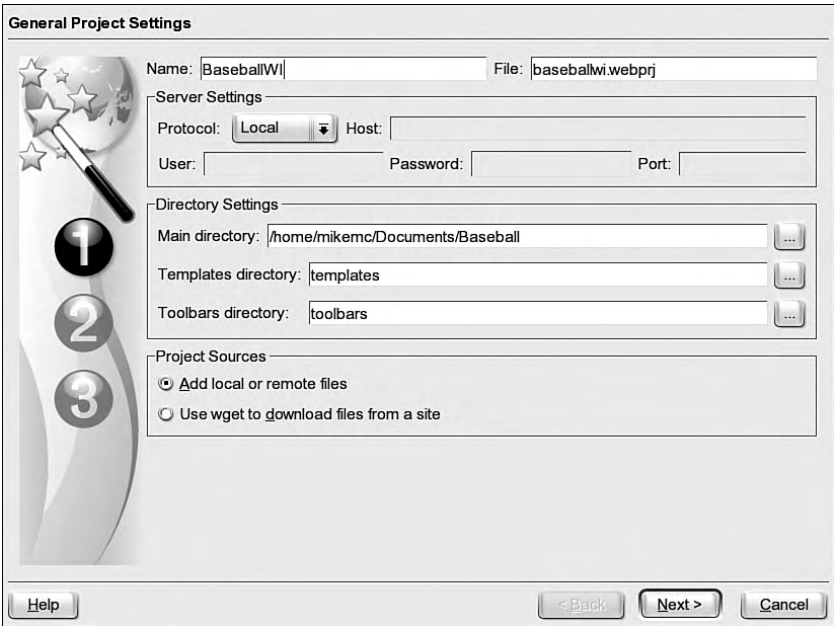 General Project Settings
Name: BaseballWI File: baseballwi.webprj
Server Settings
Protocol: Local Host:
User: Password: Port:
Directory Settings
Main directory: /home/mikemc/Documents/Baseball ...
Templates directory: templates ...
Toolbars directory: toolbars ...
Project Sources
Add local or remote files
Use wget to download files from a site
1
2
3
Help < Back Next > Cancel